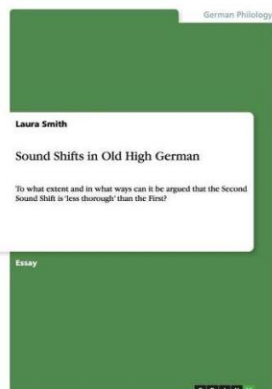 German Philology
Laura Smith
Sound Shifts in Old High German
To what extent and in what ways can it be argued that the Second
Sound Shift is 'less thorough' than the First?
Essay
GRIN